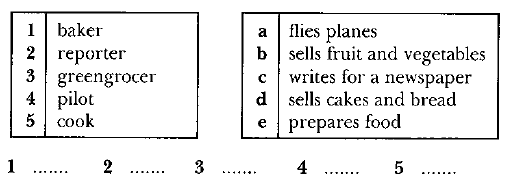 1 baker
2 reporter
3 greengrocer
4 pilot
5 cook
a flies planes
b sells fruit and vegetables
c writes for a newspaper
d sells cakes and bread
e prepares food
1 ....... 2 ....... 3 ....... 4 ....... 5 .......